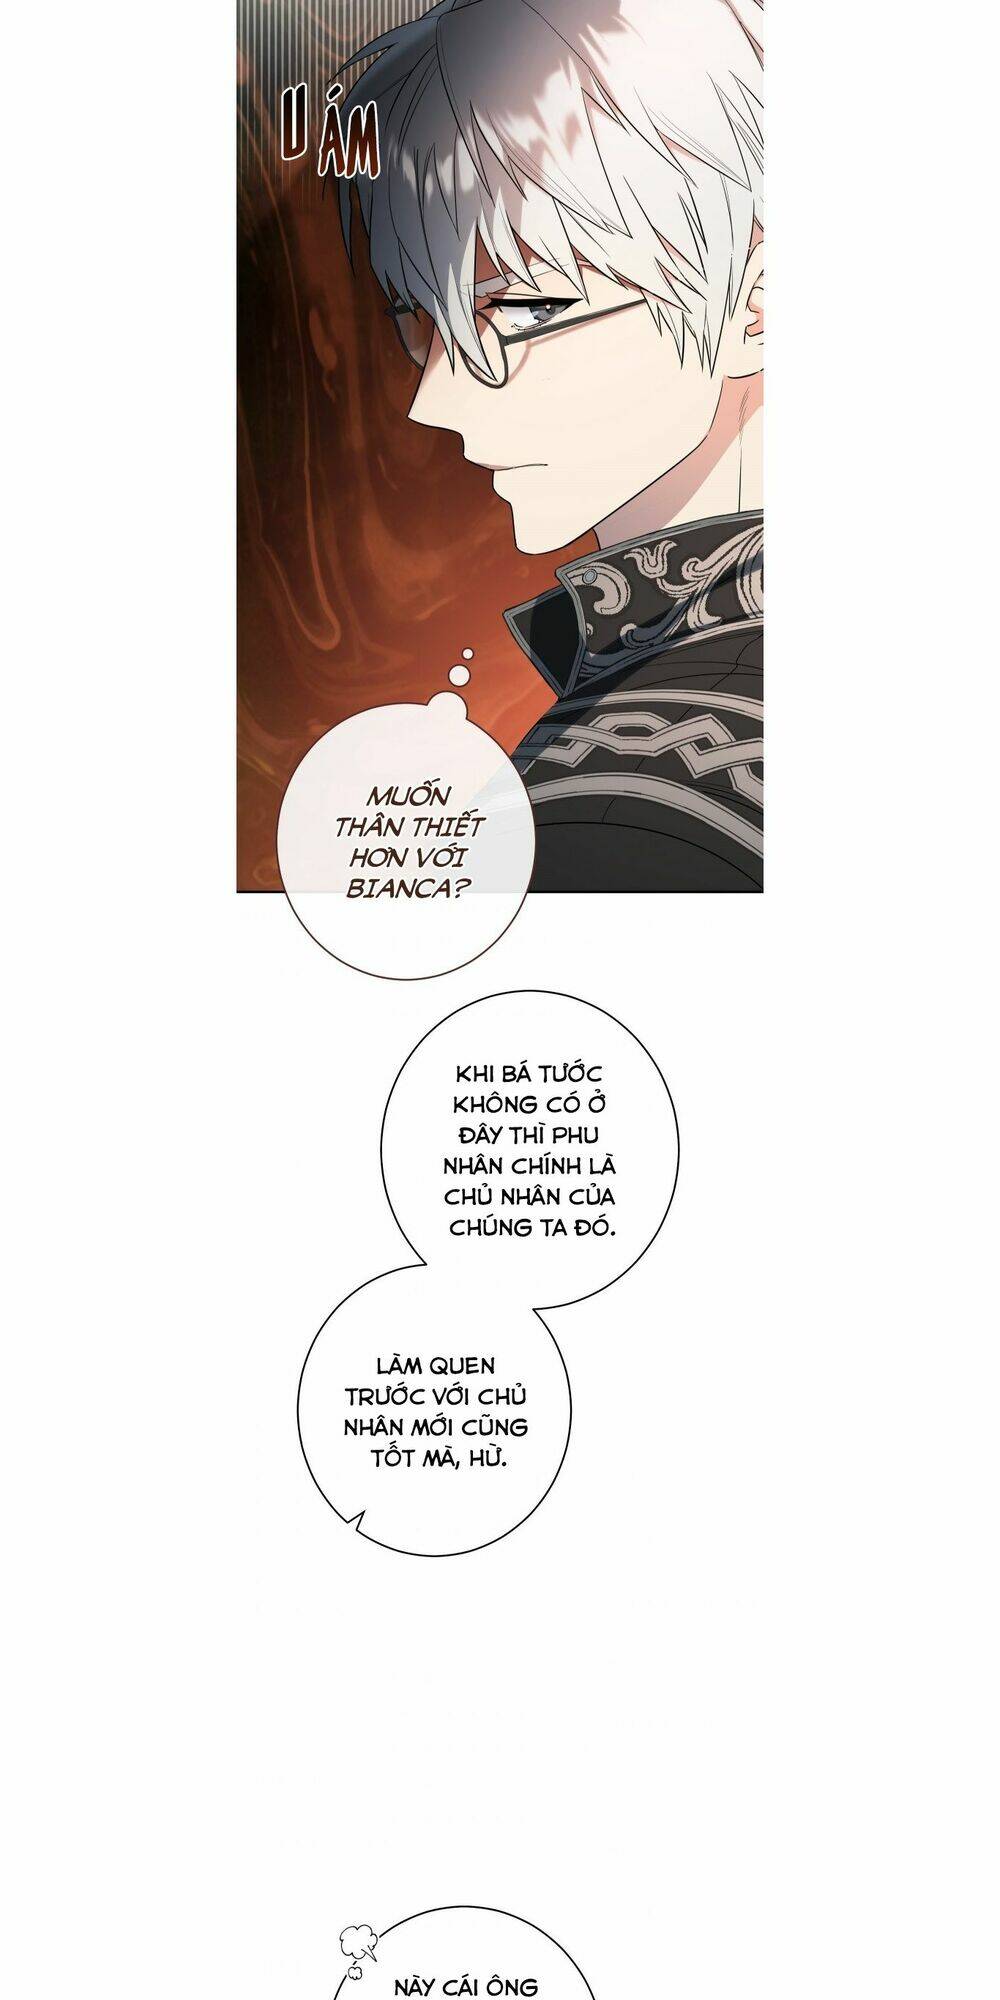 U ÁM
MUỐN
THÂN THIẾT
HƠN VỚI
BIANCA?
KHI BÁ TƯỚC
KHÔNG CÓ Ở
ĐÂY THÌ PHU
NHÂN CHÍNH LÀ
CHỦ NHÂN CỦA
CHÚNG TA ĐÓ.
LÀM QUEN
TRƯỚC VỚI CHỦ
NHÂN MỚI CŨNG
TỐT MÀ, HỪ.
NÀY CÁI ÔNG